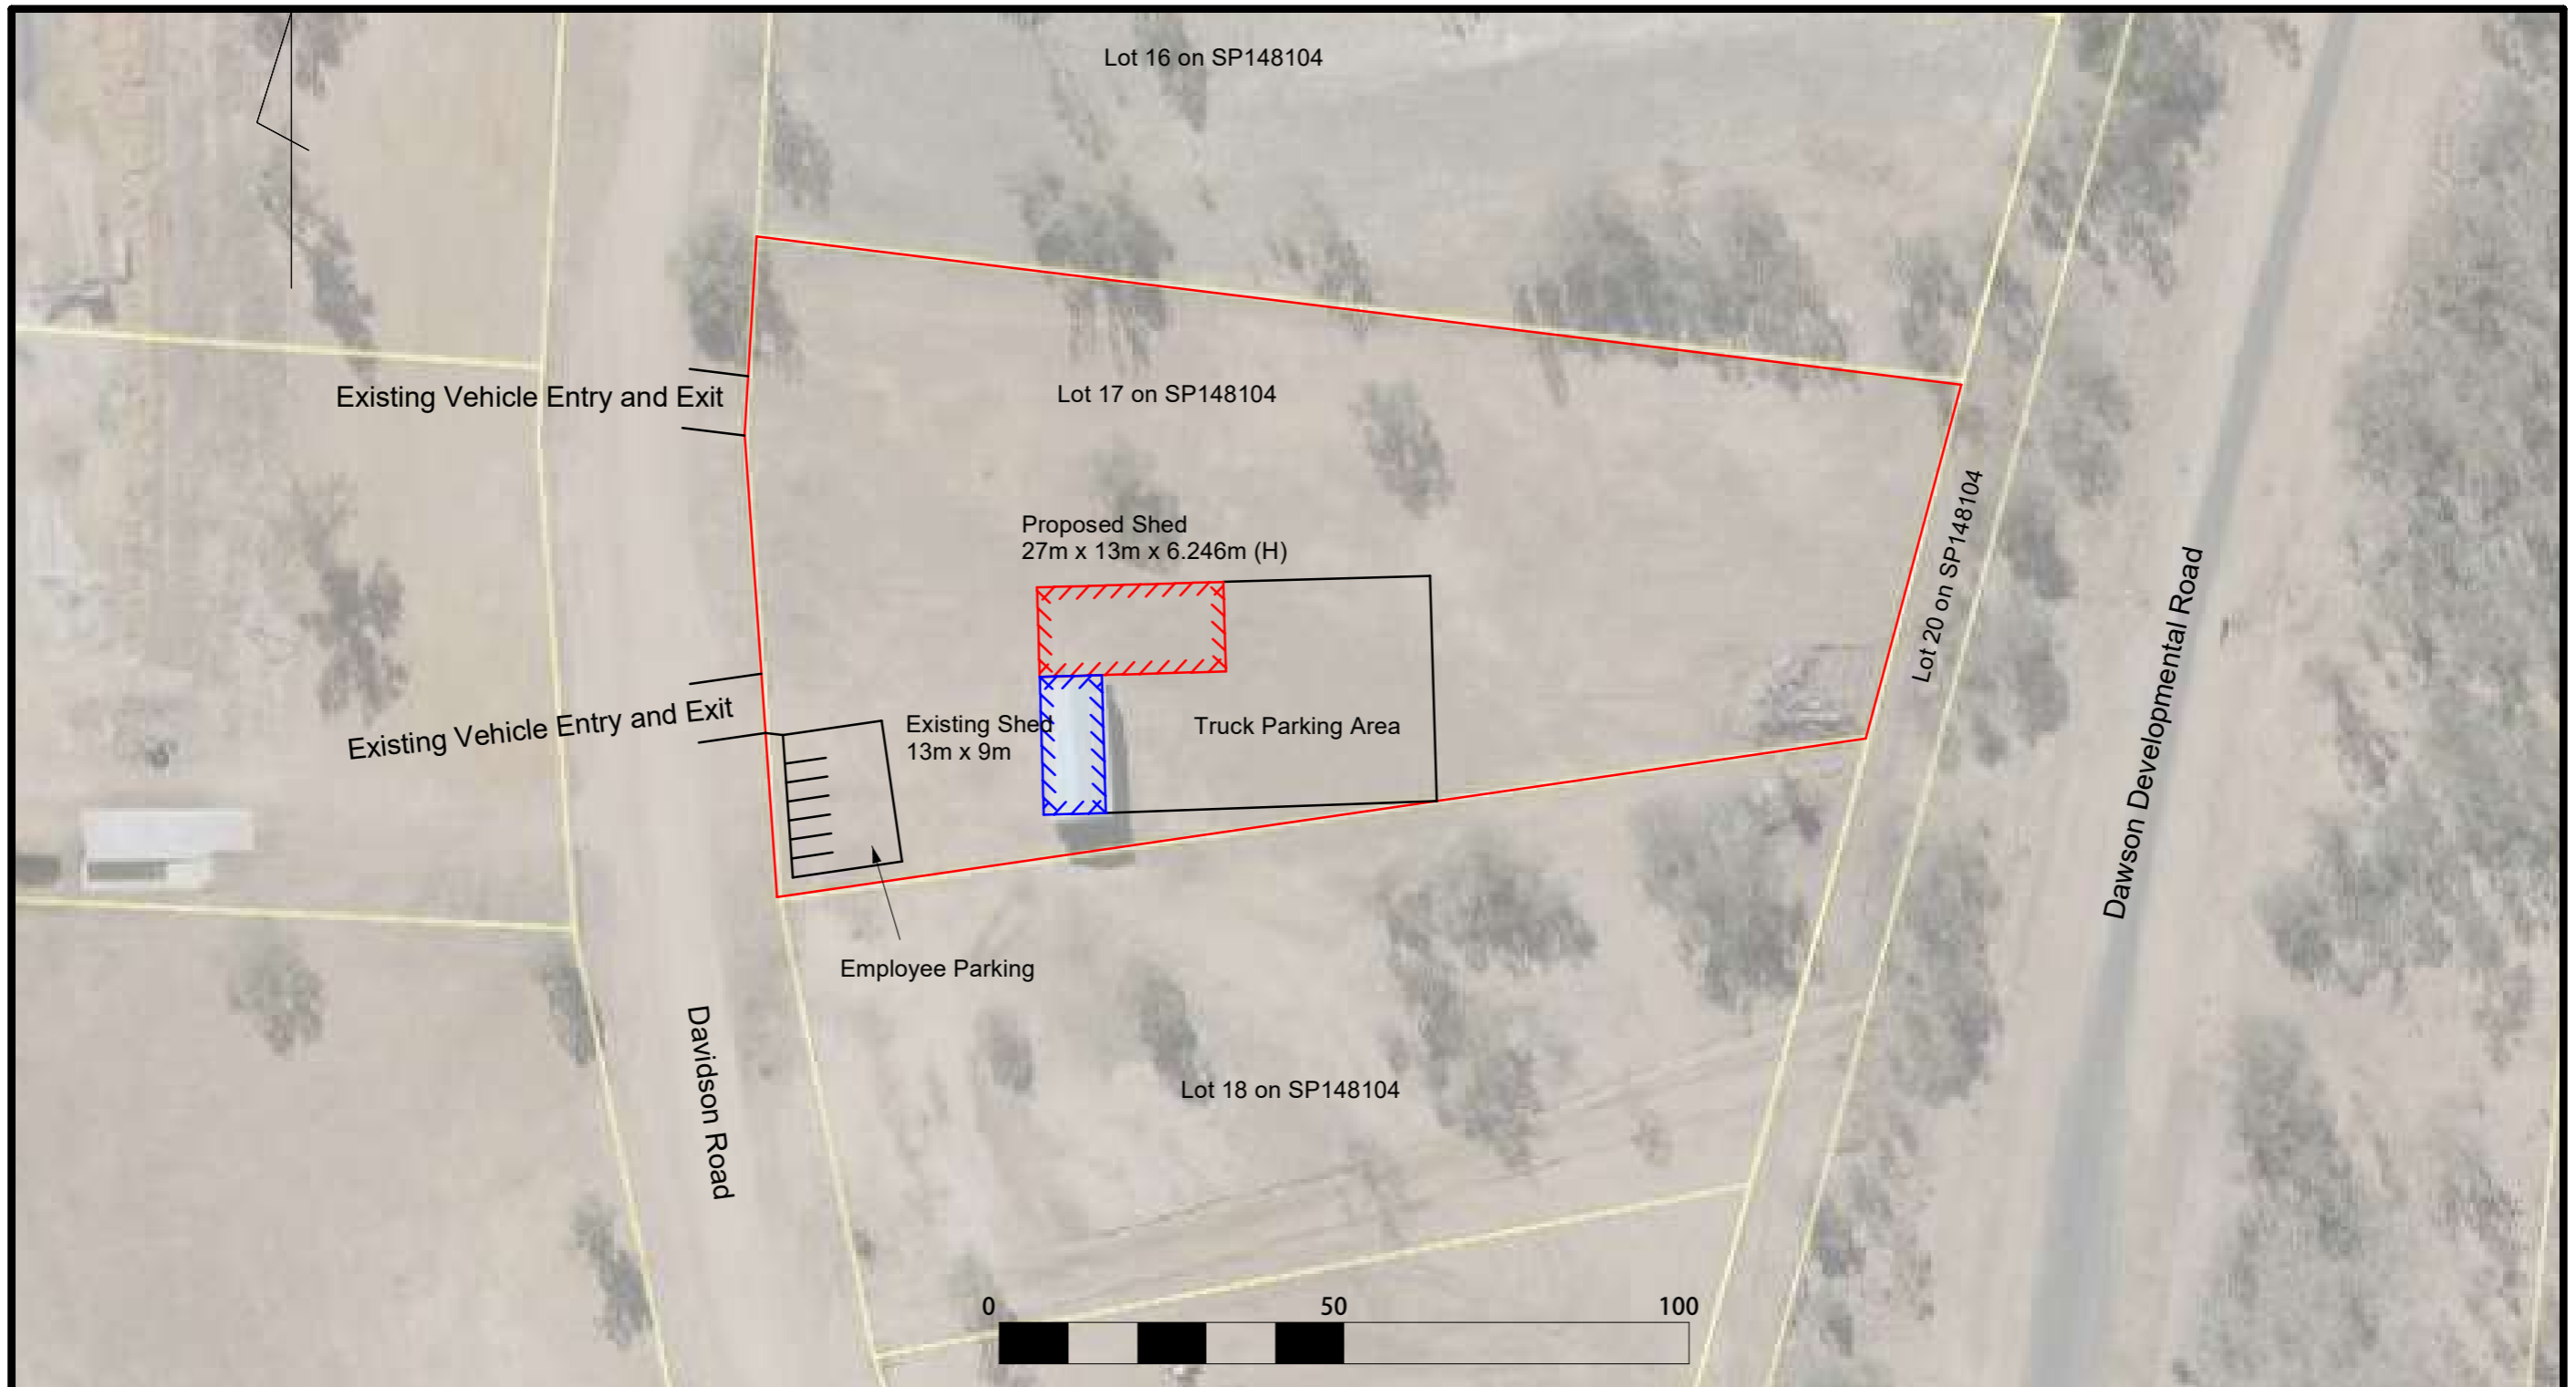 Lot 16 on SP148104
Existing Vehicle Entry and Exit
Lot 17 on SP148104
Proposed Shed
27m x 13m x 6.246m (H)
Lot 20 on SP148104
Dawson Developmental Road
Existing Vehicle Entry and Exit
Existing Shed
13m x 9m
Truck Parking Area
Employee Parking
Davidson Road
Lot 18 on SP148104
0 50 100